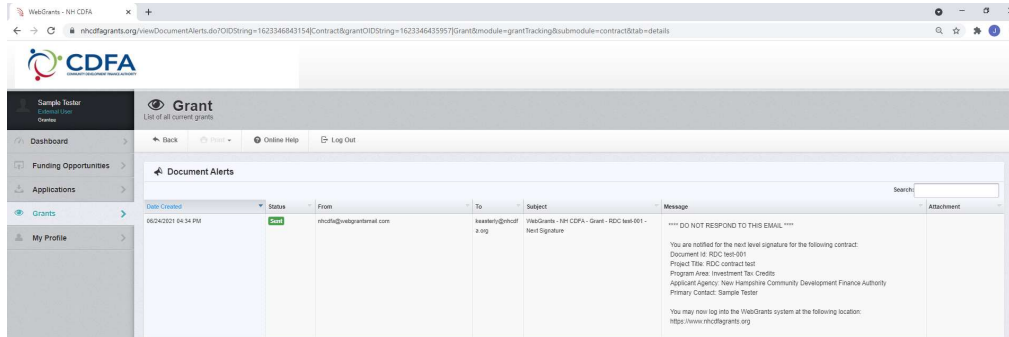 WebGrants - NH CDFA
nhcdfagrants.org/viewDocumentAlerts.do?OIDString=1623346843154|Contract&grantOIDString=1623346435957|Grant&module=grantTracking&submodule=contract&tab=details
J
CDFA
COMMUNITY DEVELOPMENT FINANCE AUTHORITY
Sample Tester
External User
Grantee
Grant
List of all current grants
Dashboard
Back Print Online Help Log Out
Funding Opportunities
Document Alerts
Applications
Search:
Grants
Date Created Status From To Subject Message Attachment
06/24/2021 04:34 PM Sent nhcdfa@webgrantsmail.com keasterly@nhcdf WebGrants - NH CDFA - Grant - RDC test-001 -
a.org Next Signature
**** DO NOT RESPOND TO THIS EMAIL ****
My Profile
You are notified for the next level signature for the following contract:
Document Id: RDC test-001
Project Title: RDC contract test
Program Area: Investment Tax Credits
Applicant Agency: New Hampshire Community Development Finance Authority
Primary Contact: Sample Tester
You may now log into the WebGrants system at the following location:
https://www.nhcdfagrants.org